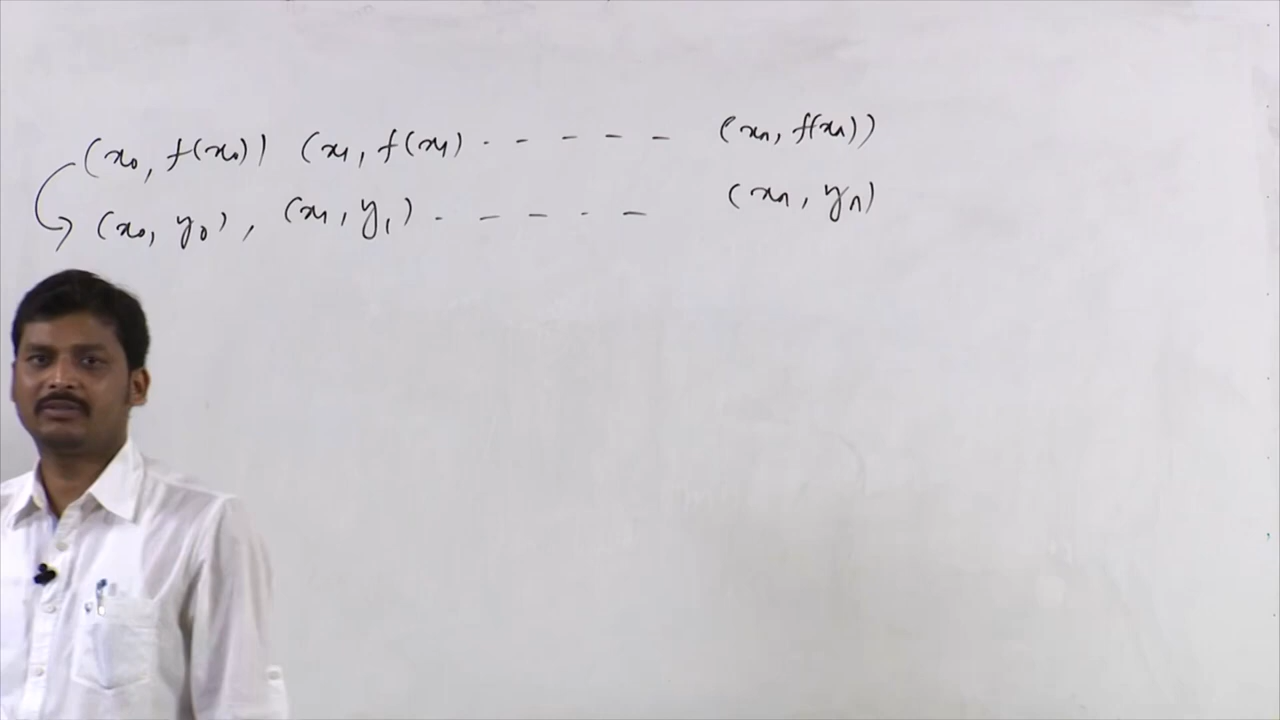 (x₀, f(x₀)) (x₁, f(x₁) - - - - - - (xₙ, f(xₙ))
(x₀, y₀), (x₁, y₁) - - - - - (xₙ, yₙ)